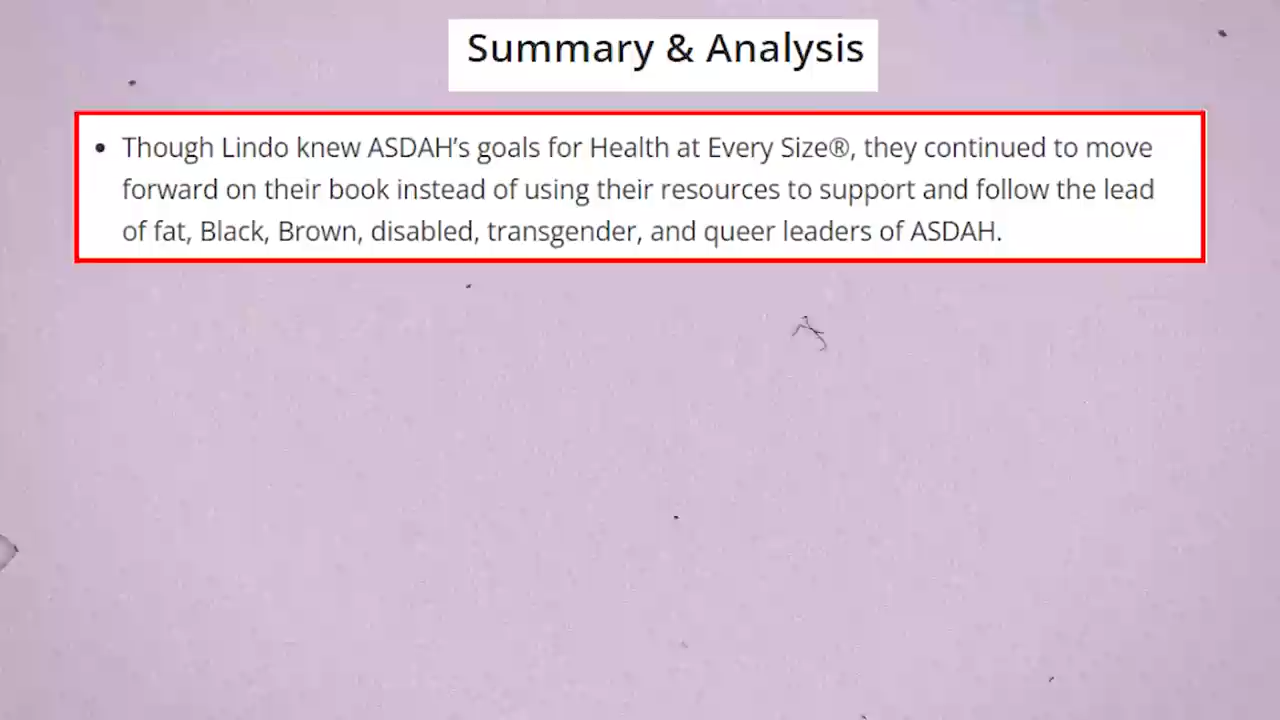 Summary & Analysis
• Though Lindo knew ASDAH's goals for Health at Every Size®, they continued to move
forward on their book instead of using their resources to support and follow the lead
of fat, Black, Brown, disabled, transgender, and queer leaders of ASDAH.